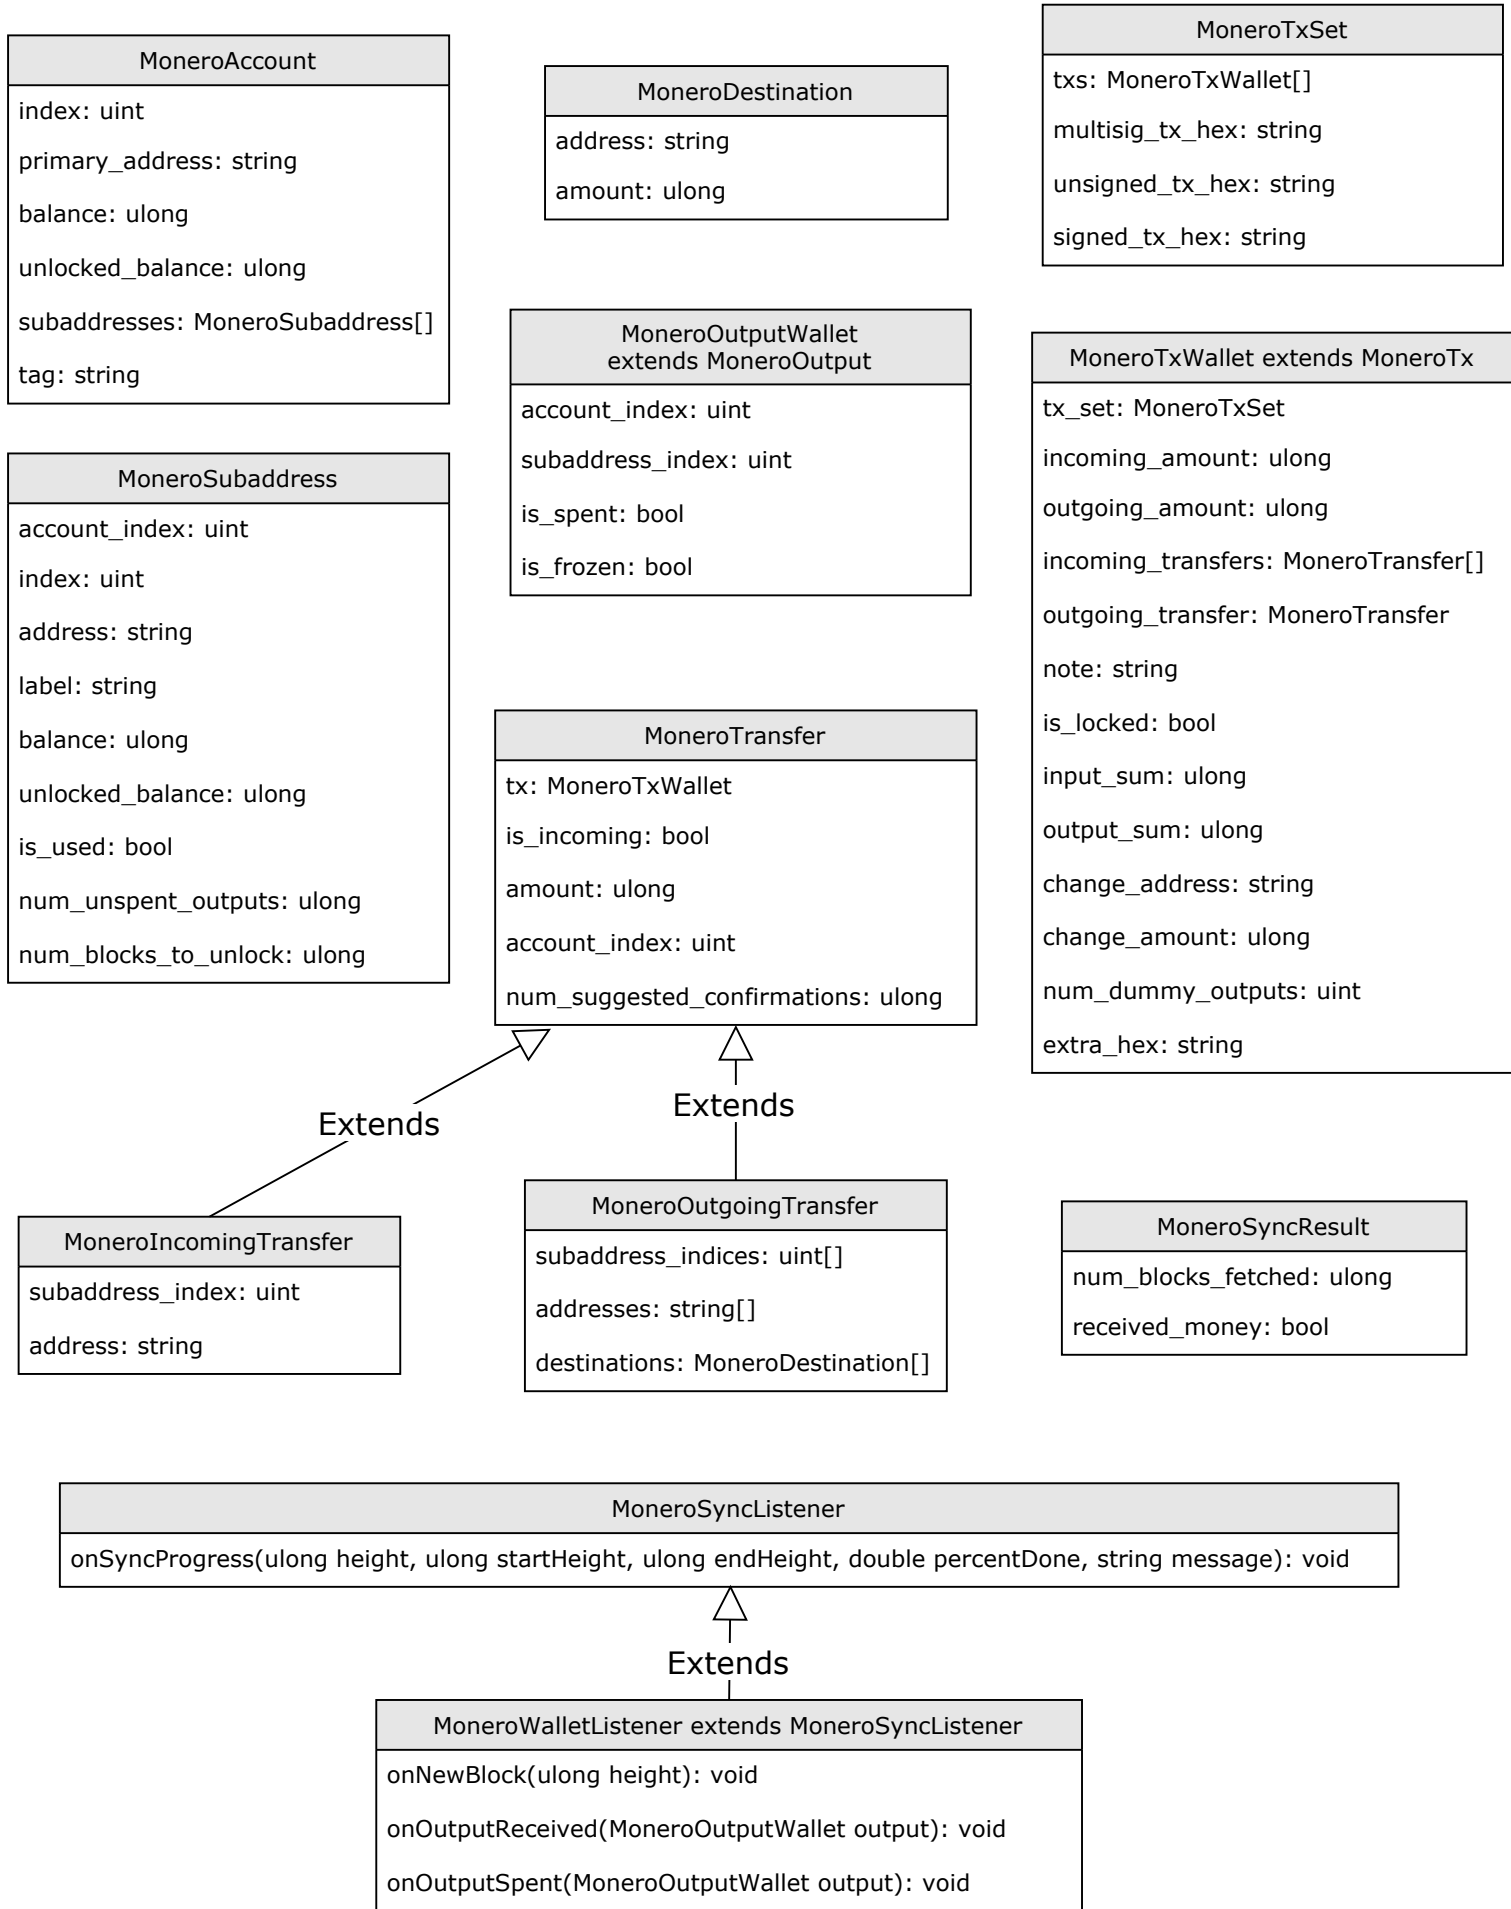 MoneroAccount
index: uint
primary_address: string
balance: ulong
unlocked_balance: ulong
subaddresses: MoneroSubaddress[]
tag: string
MoneroDestination
address: string
amount: ulong
MoneroTxSet
txs: MoneroTxWallet[]
multisig_tx_hex: string
unsigned_tx_hex: string
signed_tx_hex: string
MoneroOutputWallet
extends MoneroOutput
account_index: uint
subaddress_index: uint
is_spent: bool
is_frozen: bool
MoneroTxWallet extends MoneroTx
tx_set: MoneroTxSet
incoming_amount: ulong
outgoing_amount: ulong
incoming_transfers: MoneroTransfer[]
outgoing_transfer: MoneroTransfer
note: string
is_locked: bool
input_sum: ulong
output_sum: ulong
change_address: string
change_amount: ulong
num_dummy_outputs: uint
extra_hex: string
MoneroSubaddress
account_index: uint
index: uint
address: string
label: string
balance: ulong
unlocked_balance: ulong
is_used: bool
num_unspent_outputs: ulong
num_blocks_to_unlock: ulong
MoneroTransfer
tx: MoneroTxWallet
is_incoming: bool
amount: ulong
account_index: uint
num_suggested_confirmations: ulong
Extends
Extends
MoneroIncomingTransfer
subaddress_index: uint
address: string
MoneroOutgoingTransfer
subaddress_indices: uint[]
addresses: string[]
destinations: MoneroDestination[]
MoneroSyncResult
num_blocks_fetched: ulong
received_money: bool
MoneroSyncListener
onSyncProgress(ulong height, ulong startHeight, ulong endHeight, double percentDone, string message): void
Extends
MoneroWalletListener extends MoneroSyncListener
onNewBlock(ulong height): void
onOutputReceived(MoneroOutputWallet output): void
onOutputSpent(MoneroOutputWallet output): void